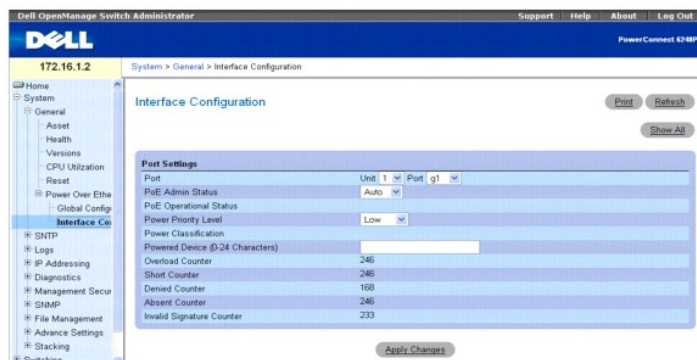 Dell OpenManage Switch Administrator
Support Help About Log Out
DELL
PowerConnect 6248P
172.16.1.2
System > General > Interface Configuration
Home
System
General
Asset
Health
Versions
CPU Utilzation
Reset
Power Over Ethe
Global Config
Interface Co
SNTP
Logs
IP Addressing
Diagnostics
Management Secur
SNMP
File Management
Advance Settings
Stacking
Switching
Interface Configuration
Print Refresh
Show All
Port Settings
Port Unit 1 Port g1
PoE Admin Status Auto
PoE Operational Status
Power Priority Level Low
Power Classification
Powered Device (0-24 Characters)
Overload Counter 246
Short Counter 246
Denied Counter 168
Absent Counter 246
Invalid Signature Counter 233
Apply Changes